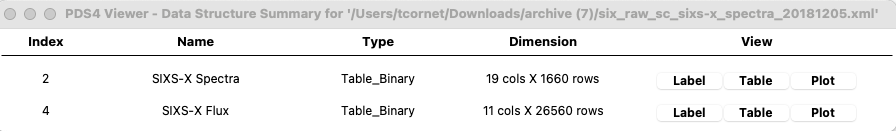 PDS4 Viewer - Data Structure Summary for '/Users/tcornet/Downloads/archive (7)/six_raw_sc_sixs-x_spectra_20181205.xml'
Index Name Type Dimension View
2 SIXS-X Spectra Table_Binary 19 cols X 1660 rows Label Table Plot
4 SIXS-X Flux Table_Binary 11 cols X 26560 rows Label Table Plot